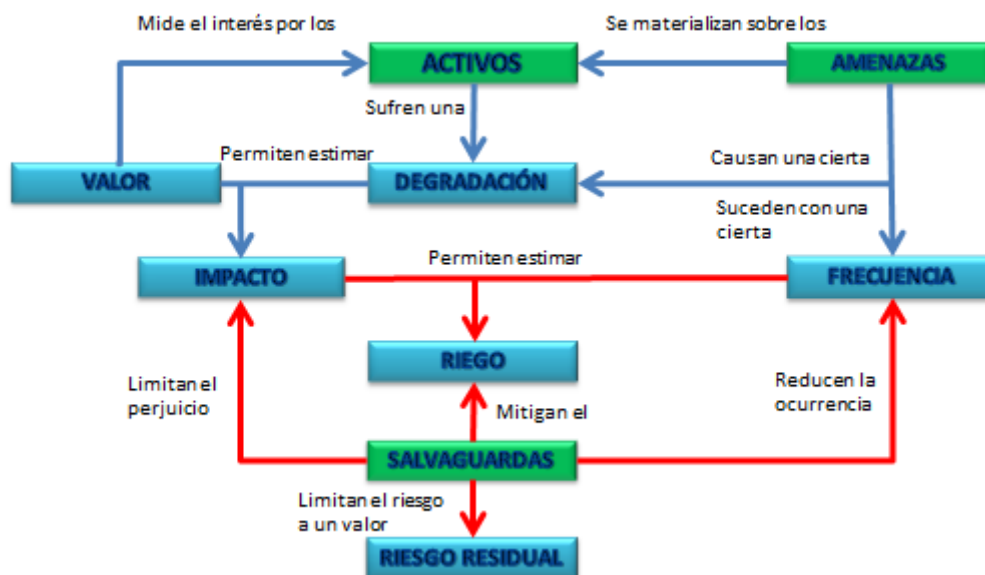 Mide el interés por los
Se materializan sobre los
ACTIVOS
AMENAZAS
Sufren una
Permiten estimar
Causan una cierta
VALOR
DEGRADACIÓN
Suceden con una
cierta
Permiten estimar
IMPACTO
FRECUENCIA
RIEGO
Limitan el
perjuicio
Reducen la
ocurrencia
Mitigan el
SALVAGUARDAS
Limitan el riesgo
a un valor
RIESGO RESIDUAL